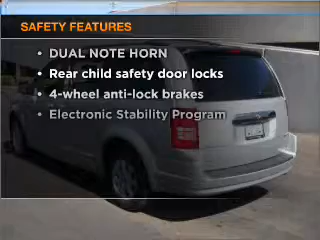 SAFETY FEATURES
• DUAL NOTE HORN
• Rear child safety door locks
• 4-wheel anti-lock brakes
• Electronic Stability Program